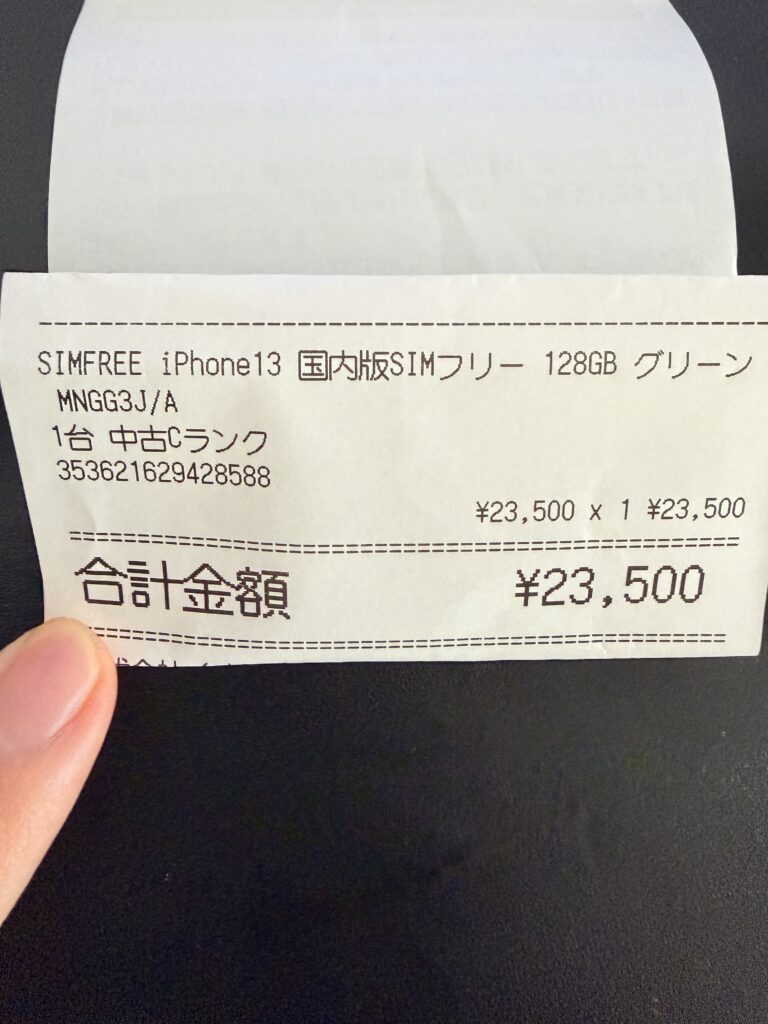 SIMFREE iPhone13 国内版SIMフリー 128GB グリーン
MNGG3J/A
1台 中古Cランク
353621629428588
¥23,500 x 1 ¥23,500
合計金額 ¥23,500